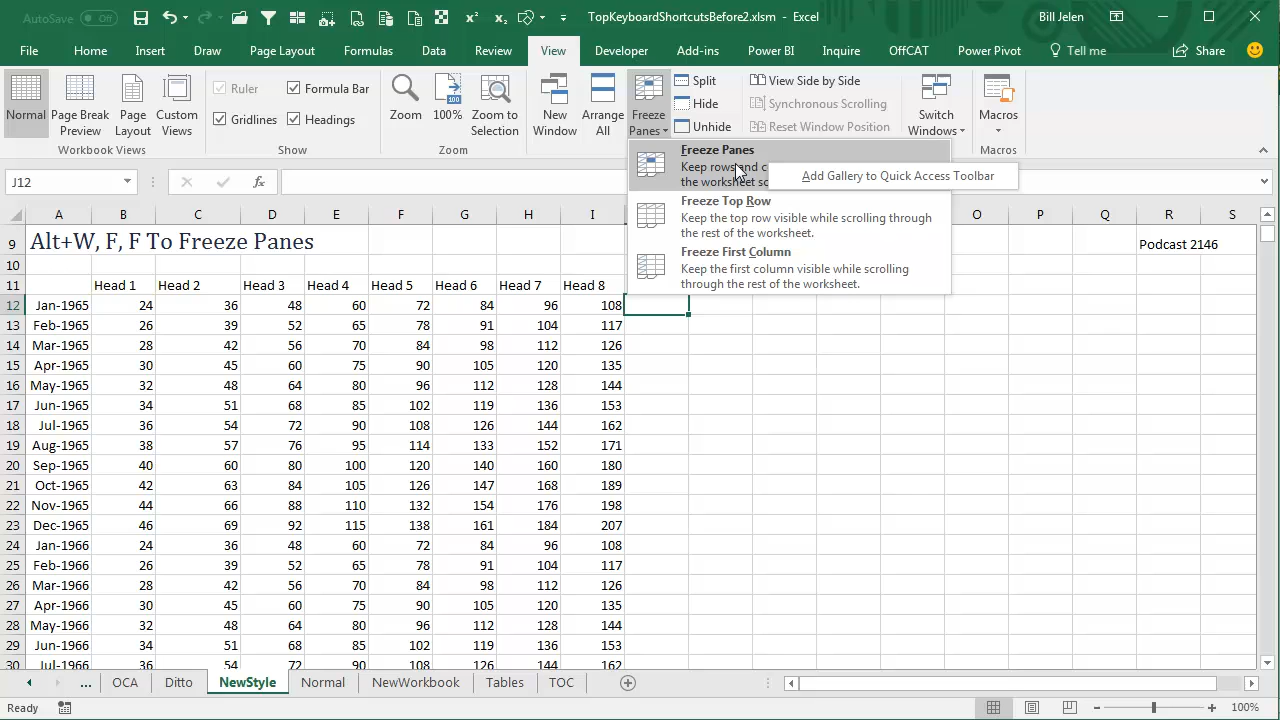 AutoSave Off
TopKeyboardShortcutsBefore2.xlsm - Excel
Bill Jelen
File Home Insert Draw Page Layout Formulas Data Review View Developer Add-ins Power BI Inquire OffCAT Power Pivot Tell me Share
Normal
Page Break Preview
Page Layout
Custom Views
Workbook Views
Ruler
Formula Bar
Gridlines
Headings
Show
Zoom
100
100%
Zoom to Selection
Zoom
New Window
Arrange All
Freeze Panes
Split
Hide
Unhide
View Side by Side
Synchronous Scrolling
Reset Window Position
Switch Windows
Macros
Macros
Freeze Panes
Keep rows and c
the worksheet sc
Add Gallery to Quick Access Toolbar
Freeze Top Row
Keep the top row visible while scrolling through
the rest of the worksheet.
Freeze First Column
Keep the first column visible while scrolling
through the rest of the worksheet.
J12 fx
A B C D E F G H I O P Q R S
9 Alt+W, F, F To Freeze Panes Podcast 2146
10
11 Head 1 Head 2 Head 3 Head 4 Head 5 Head 6 Head 7 Head 8
12 Jan-1965 24 36 48 60 72 84 96 108
13 Feb-1965 26 39 52 65 78 91 104 117
14 Mar-1965 28 42 56 70 84 98 112 126
15 Apr-1965 30 45 60 75 90 105 120 135
16 May-1965 32 48 64 80 96 112 128 144
17 Jun-1965 34 51 68 85 102 119 136 153
18 Jul-1965 36 54 72 90 108 126 144 162
19 Aug-1965 38 57 76 95 114 133 152 171
20 Sep-1965 40 60 80 100 120 140 160 180
21 Oct-1965 42 63 84 105 126 147 168 189
22 Nov-1965 44 66 88 110 132 154 176 198
23 Dec-1965 46 69 92 115 138 161 184 207
24 Jan-1966 24 36 48 60 72 84 96 108
25 Feb-1966 26 39 52 65 78 91 104 117
26 Mar-1966 28 42 56 70 84 98 112 126
27 Apr-1966 30 45 60 75 90 105 120 135
28 May-1966 32 48 64 80 96 112 128 144
29 Jun-1966 34 51 68 85 102 119 136 153
30 Jul-1966 36 54 72 90 108 126 144 162
... OCA Ditto NewStyle Normal NewWorkbook Tables TOC
Ready 100%